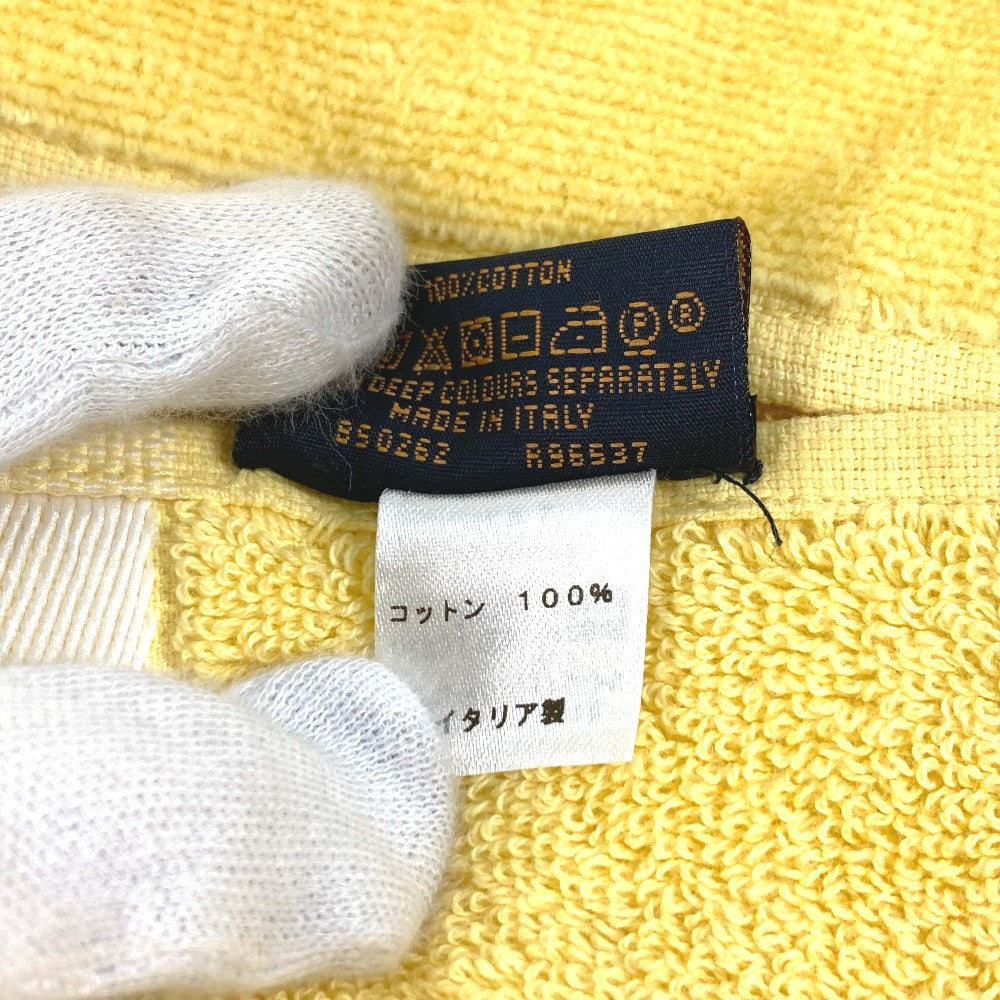 100% COTTON
P R
DEEP COLOURS SEPARATELY
MADE IN ITALY
BS0262 R96537
コットン 100%
イタリア製